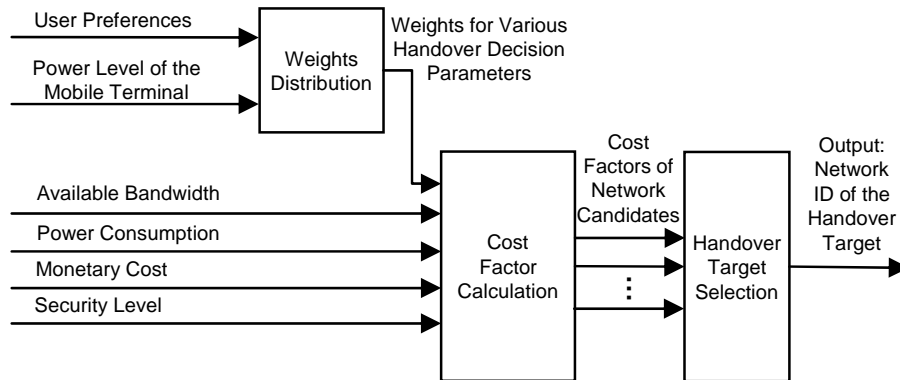 User Preferences
Power Level of the
Mobile Terminal
Weights
Distribution
Weights for Various
Handover Decision
Parameters
Available Bandwidth
Power Consumption
Monetary Cost
Security Level
Cost
Factor
Calculation
Cost
Factors of
Network
Candidates
...
Handover
Target
Selection
Output:
Network
ID of the
Handover
Target